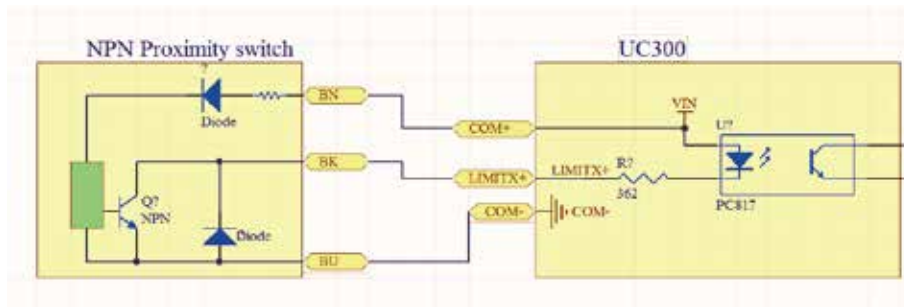 NPN Proximity switch
?
Diode
BN
BK
Q?
NPN
Diode
BU
UC300
COM+
VIN
U?
LIMITX+
LIMITX+
R?
362
PC817
COM-
COM-